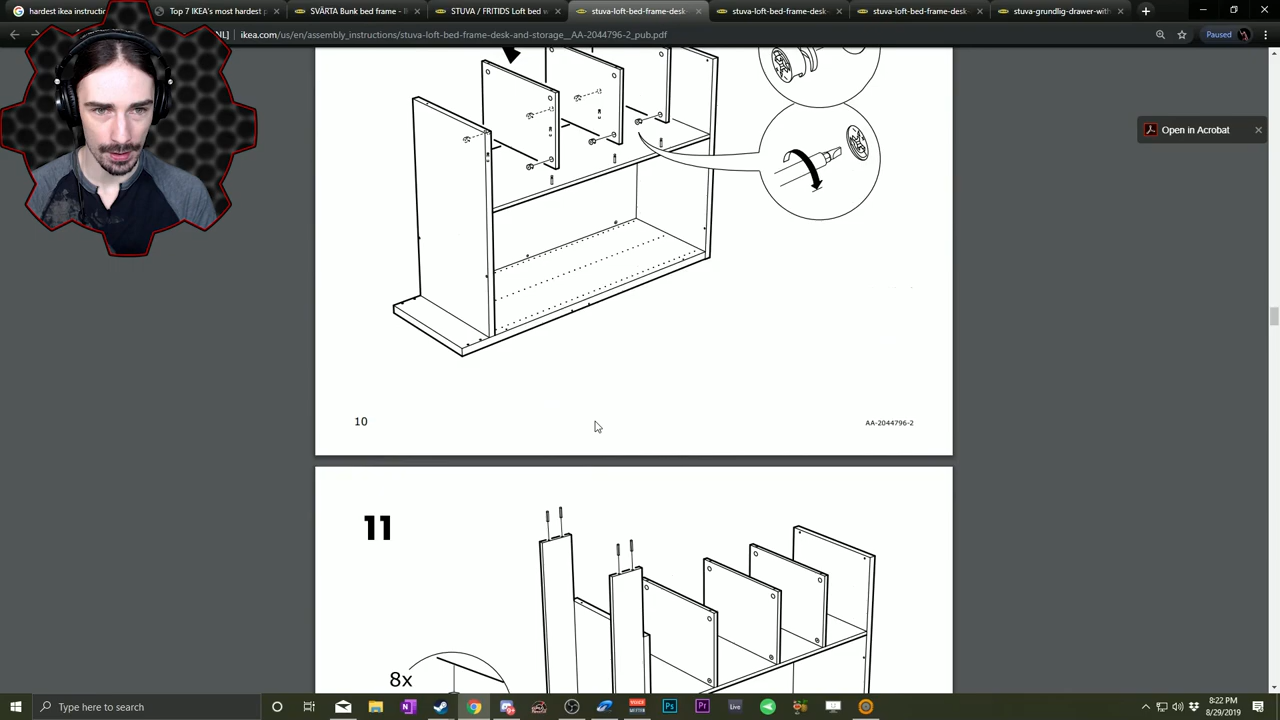 hardest ikea instructi
Top 7 IKEA's most hardest
SVÄRTA Bunk bed frame -
STUVA / FRITIDS Loft bed
stuva-loft-bed-frame-desk
stuva-loft-bed-frame-desk
stuva-loft-bed-frame-desk-
stuva-grundlig-drawer-with
NL] | ikea.com/us/en/assembly_instructions/stuva-loft-bed-frame-desk-and-storage__AA-2044796-2_pub.pdf
Paused
Open in Acrobat
10
AA-2044796-2
11
8x
Type here to search
Live
8:22 PM
8/29/2019